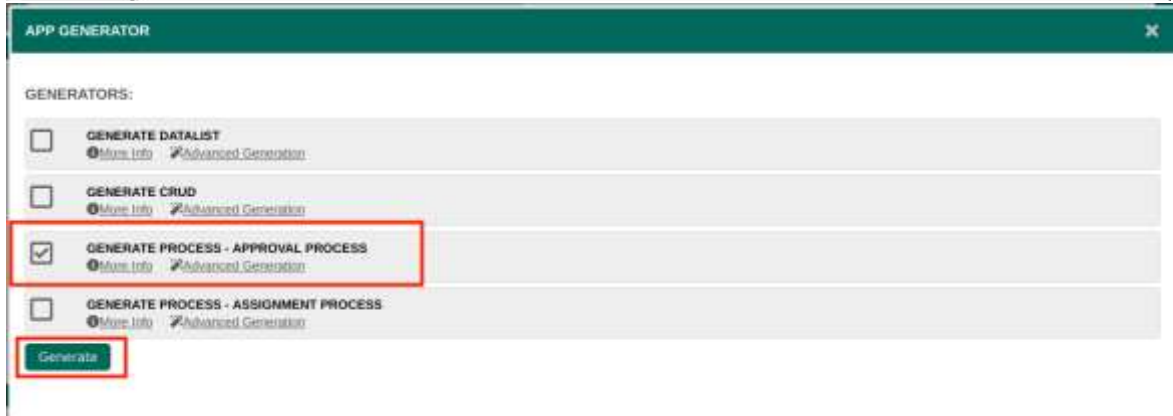 APP GENERATOR
GENERATORS:
GENERATE DATALIST
More Info Advanced Generation
GENERATE CRUD
More Info Advanced Generation
GENERATE PROCESS - APPROVAL PROCESS
More Info Advanced Generation
GENERATE PROCESS - ASSIGNMENT PROCESS
More Info Advanced Generation
Generate